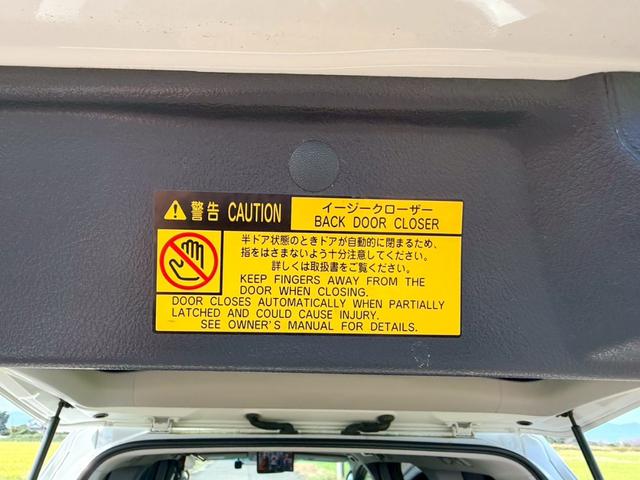 警告 CAUTION
イージークローザー
BACK DOOR CLOSER
半ドア状態のときドアが自動的に閉まるため、
指をはさまないよう十分注意してください。
詳しくは取扱書をご覧ください。
KEEP FINGERS AWAY FROM THE
DOOR WHEN CLOSING.
DOOR CLOSES AUTOMATICALLY WHEN PARTIALLY
LATCHED AND COULD CAUSE INJURY.
SEE OWNER'S MANUAL FOR DETAILS.